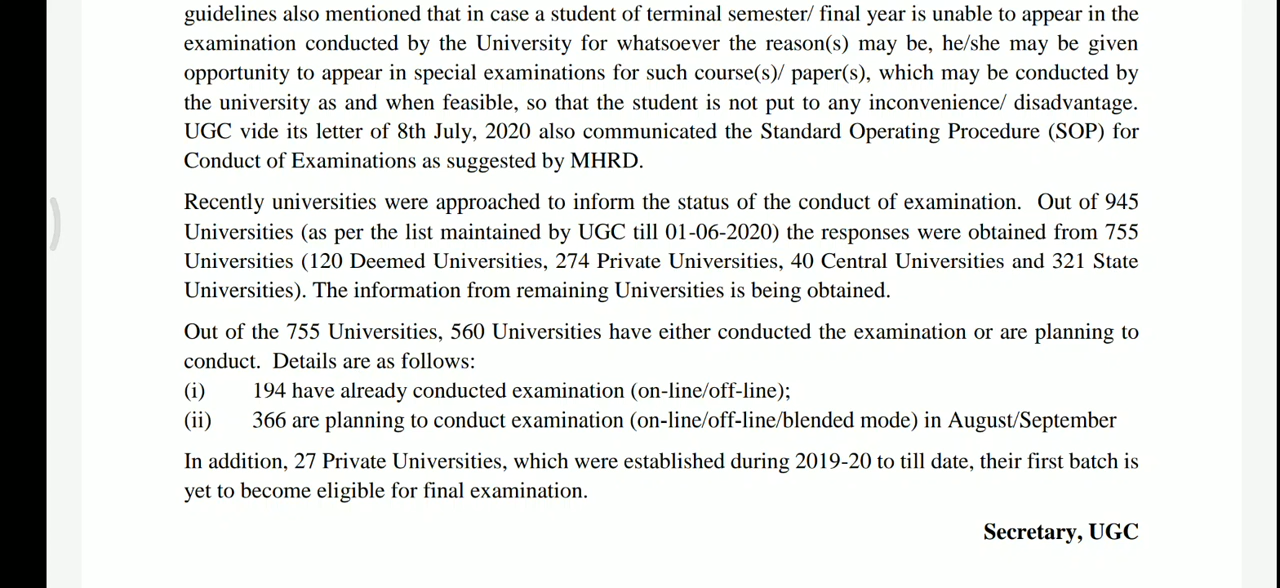 guidelines also mentioned that in case a student of terminal semester/ final year is unable to appear in the
examination conducted by the University for whatsoever the reason(s) may be, he/she may be given
opportunity to appear in special examinations for such course(s)/ paper(s), which may be conducted by
the university as and when feasible, so that the student is not put to any inconvenience/ disadvantage.
UGC vide its letter of 8th July, 2020 also communicated the Standard Operating Procedure (SOP) for
Conduct of Examinations as suggested by MHRD.
Recently universities were approached to inform the status of the conduct of examination. Out of 945
Universities (as per the list maintained by UGC till 01-06-2020) the responses were obtained from 755
Universities (120 Deemed Universities, 274 Private Universities, 40 Central Universities and 321 State
Universities). The information from remaining Universities is being obtained.
Out of the 755 Universities, 560 Universities have either conducted the examination or are planning to
conduct. Details are as follows:
(i) 194 have already conducted examination (on-line/off-line);
(ii) 366 are planning to conduct examination (on-line/off-line/blended mode) in August/September
In addition, 27 Private Universities, which were established during 2019-20 to till date, their first batch is
yet to become eligible for final examination.
Secretary, UGC